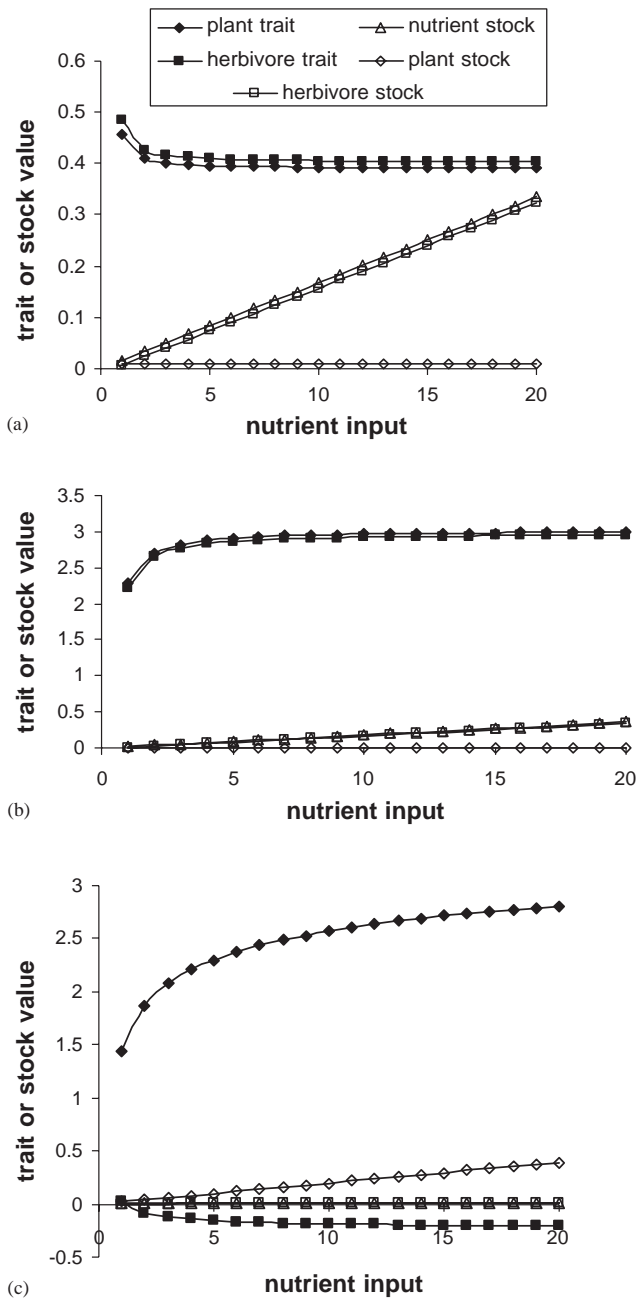 plant trait
nutrient stock
herbivore trait
plant stock
herbivore stock
0.6
0.5
0.4
0.3
0.2
0.1
0
trait or stock value
0 5 10 15 20
nutrient input
(a)
3.5
3
2.5
2
1.5
1
0.5
0
trait or stock value
0 5 10 15 20
nutrient input
(b)
3
2.5
2
1.5
1
0.5
0
-0.5
trait or stock value
0 5 10 15 20
nutrient input
(c)